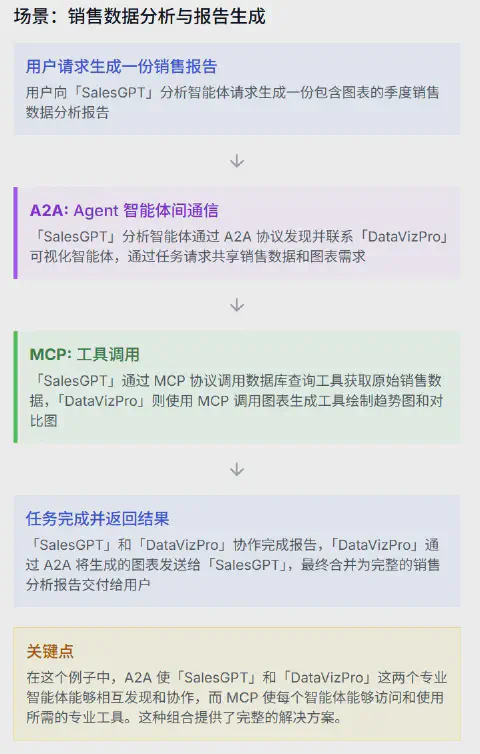 场景：销售数据分析与报告生成
用户请求生成一份销售报告
用户向「SalesGPT」分析智能体请求生成一份包含图表的季度销售
数据分析报告
A2A: Agent 智能体间通信
「SalesGPT」分析智能体通过 A2A 协议发现并联系「DataVizPro」
可视化智能体，通过任务请求共享销售数据和图表需求
MCP: 工具调用
「SalesGPT」通过 MCP 协议调用数据库查询工具获取原始销售数
据，「DataVizPro」则使用 MCP 调用图表生成工具绘制趋势图和对
比图
任务完成并返回结果
「SalesGPT」和「DataVizPro」协作完成报告，「DataVizPro」通
过 A2A 将生成的图表发送给「SalesGPT」，最终合并为完整的销售
分析报告交付给用户
关键点
在这个例子中，A2A 使「SalesGPT」和「DataVizPro」这两个专业
智能体能够相互发现和协作，而 MCP 使每个智能体能够访问和使用
所需的专业工具。这种组合提供了完整的解决方案。